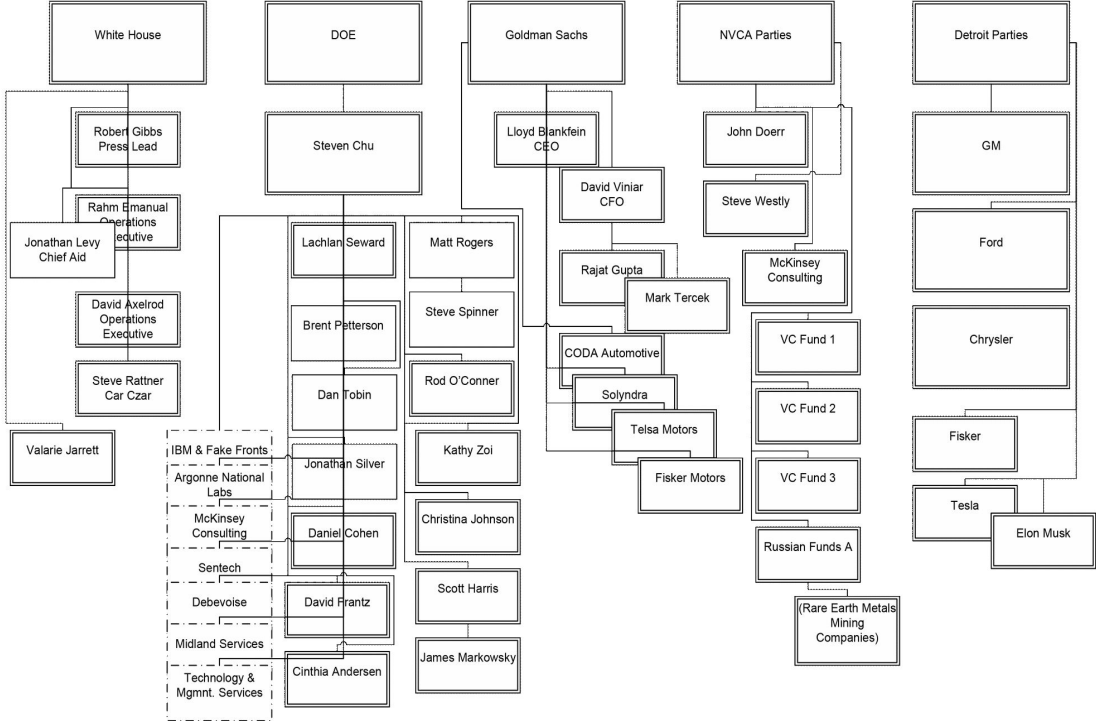 White House
DOE
Goldman Sachs
NVCA Parties
Detroit Parties
Robert Gibbs
Press Lead
Steven Chu
Lloyd Blankfein
CEO
John Doerr
GM
David Viniar
CFO
Rahm Emanual
Operations
Executive
Steve Westly
Jonathan Levy
Chief Aid
Lachlan Seward
Matt Rogers
Ford
Rajat Gupta
McKinsey
Consulting
Mark Tercek
David Axelrod
Operations
Executive
Brent Petterson
Steve Spinner
VC Fund 1
Chrysler
CODA Automotive
Steve Rattner
Car Czar
Dan Tobin
Rod O'Conner
Solyndra
VC Fund 2
Telsa Motors
Valarie Jarrett
IBM & Fake Fronts
Jonathan Silver
Kathy Zoi
Fisker Motors
VC Fund 3
Fisker
Argonne National
Labs
McKinsey
Consulting
Daniel Cohen
Christina Johnson
Tesla
Elon Musk
Russian Funds A
Sentech
Debevoise
David Frantz
Scott Harris
(Rare Earth Metals
Mining
Companies)
Midland Services
Technology &
Mgmnt. Services
Cinthia Andersen
James Markowsky